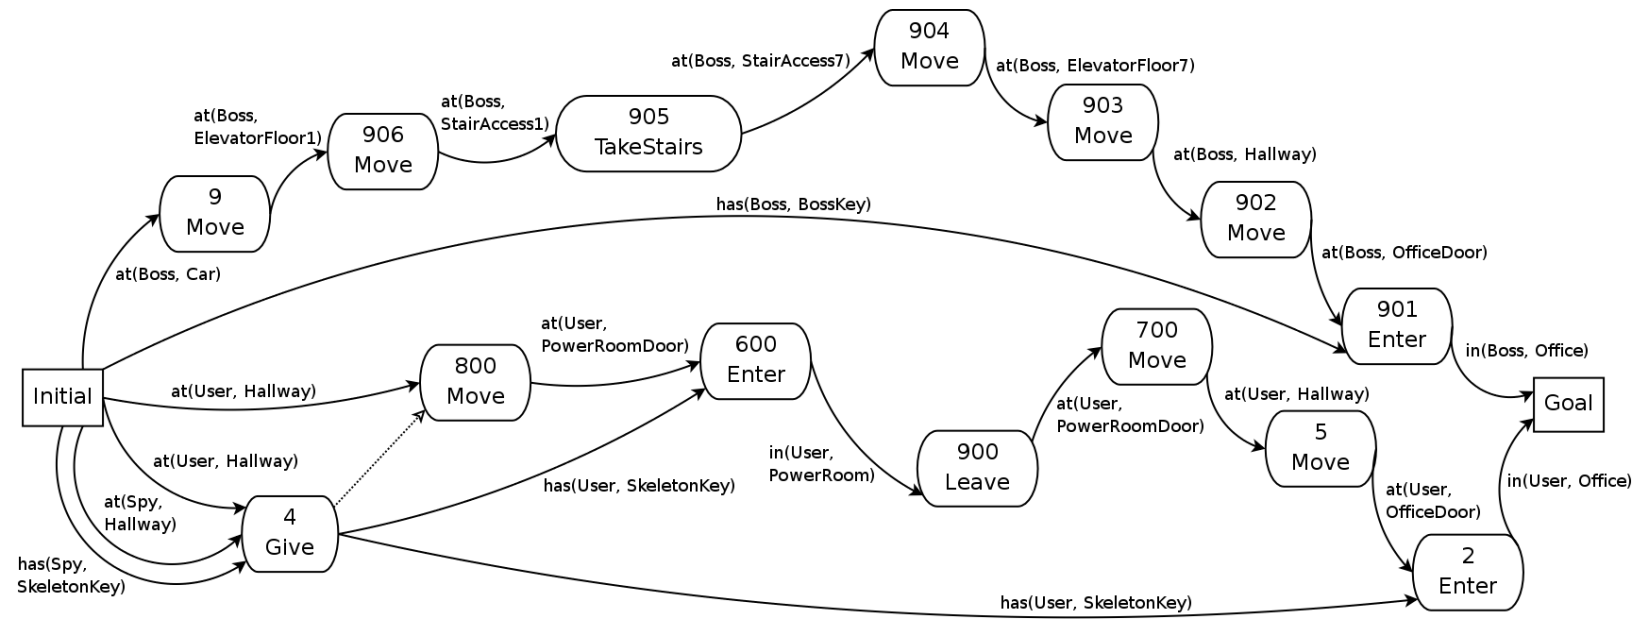 904
Move
at(Boss, StairAccess7)
at(Boss, ElevatorFloor7)
903
Move
at(Boss,
ElevatorFloor1)
906
Move
at(Boss,
StairAccess1)
905
TakeStairs
at(Boss, Hallway)
9
Move
902
Move
has(Boss, BossKey)
at(Boss, OfficeDoor)
at(Boss, Car)
901
Enter
in(Boss, Office)
at(User,
PowerRoomDoor)
600
Enter
700
Move
800
Move
Initial
at(User, Hallway)
at(User, Hallway)
Goal
at(User,
PowerRoomDoor)
5
Move
at(User, Hallway)
in(User,
PowerRoom)
900
Leave
at(User,
OfficeDoor)
in(User, Office)
has(User, SkeletonKey)
at(Spy,
Hallway)
4
Give
has(Spy,
SkeletonKey)
2
Enter
has(User, SkeletonKey)